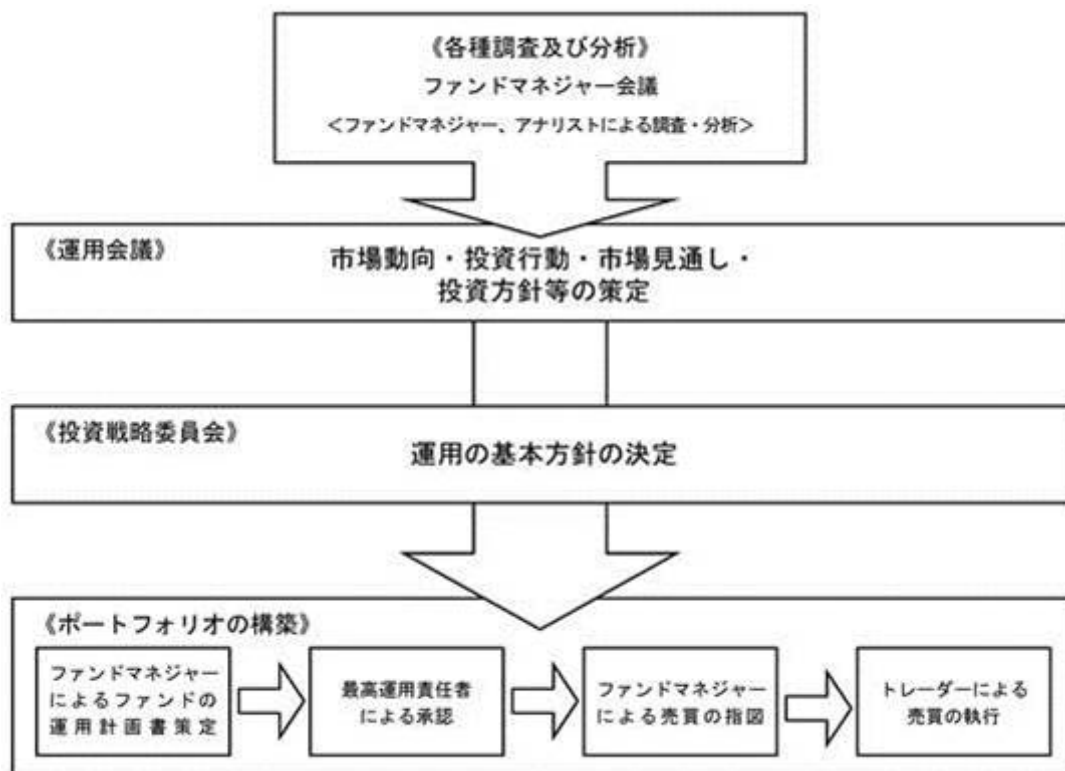 《各種調査及び分析》
ファンドマネジャー会議
＜ファンドマネジャー、アナリストによる調査・分析＞
《運用会議》
市場動向・投資行動・市場見通し・
投資方針等の策定
《投資戦略委員会》
運用の基本方針の決定
《ポートフォリオの構築》
ファンドマネジャー
によるファンドの
運用計画書策定
最高運用責任者
による承認
ファンドマネジャー
による売買の指図
トレーダーによる
売買の執行